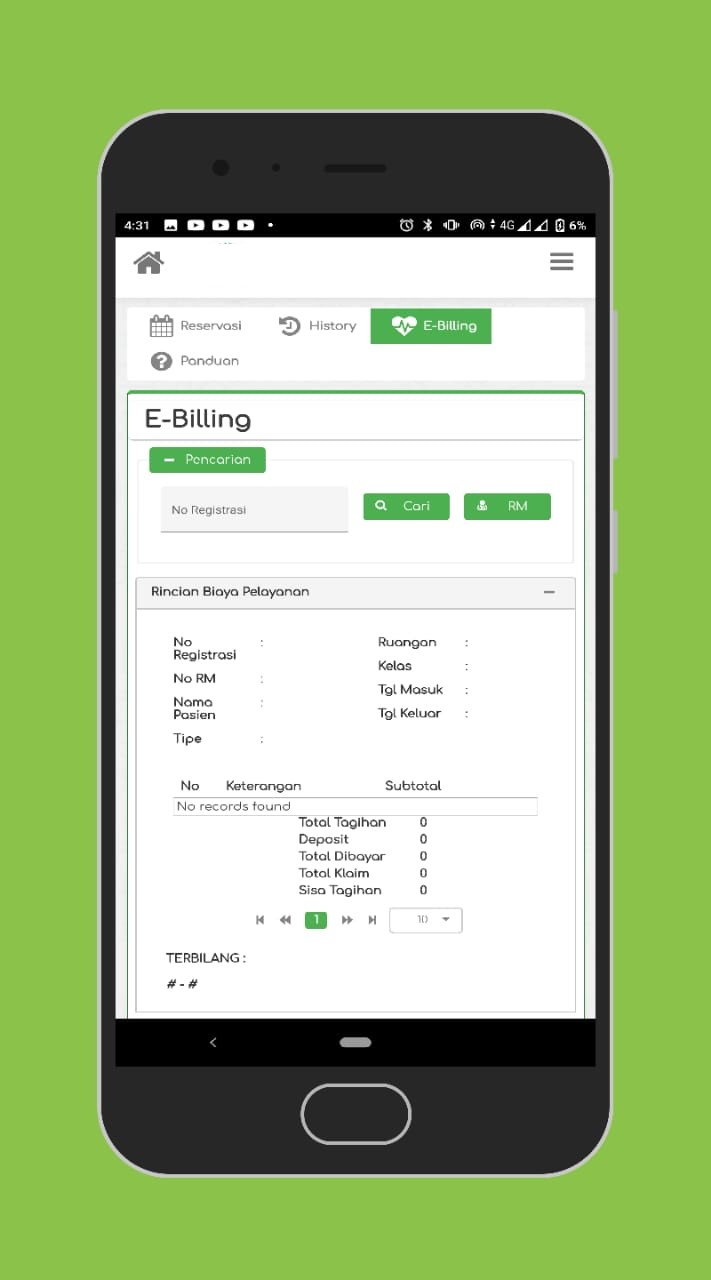 4:31 4G 6%
Reservasi History E-Billing
Panduan
E-Billing
Pencarian
No Registrasi Cari RM
Rincian Biaya Pelayanan
No Registrasi : Ruangan :
No RM : Kelas :
Nama Pasien : Tgl Masuk :
Tipe : Tgl Keluar :
No Keterangan Subtotal
No records found
Total Tagihan 0
Deposit 0
Total Dibayar 0
Total Klaim 0
Sisa Tagihan 0
1 10
TERBILANG :
# - #